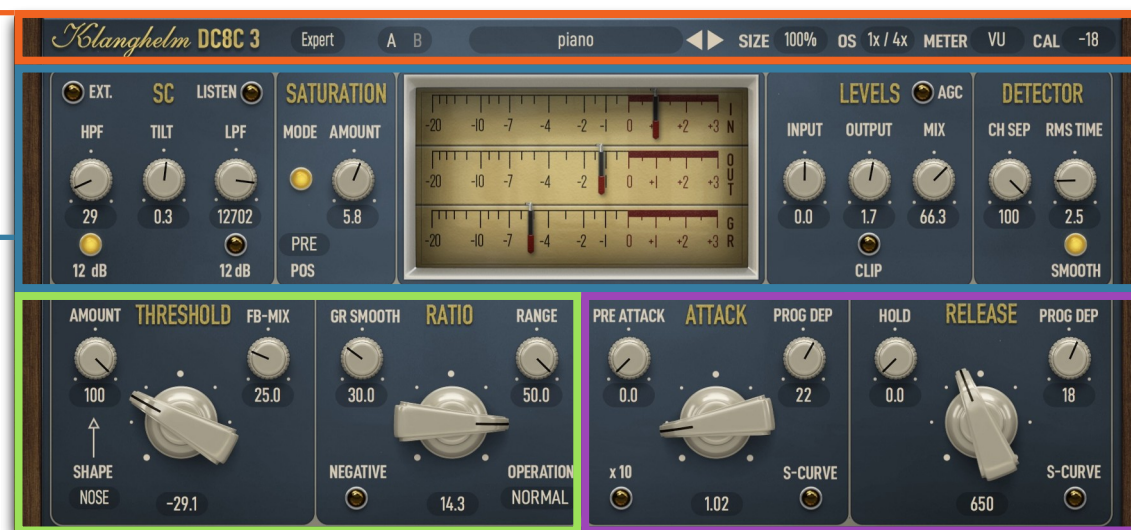 Klanghelm DC8C 3 Expert A B piano SIZE 100% OS 1x / 4x METER VU CAL -18
EXT. SC LISTEN SATURATION LEVELS AGC DETECTOR
HPF TILT LPF MODE AMOUNT INPUT OUTPUT MIX CH SEP RMS TIME
-20 -10 -7 -4 -2 -1 0 +1 +2 +3 IN
-20 -10 -7 -4 -2 -1 0 +1 +2 +3 OUT
29 0.3 12702 5.8 0.0 1.7 66.3 100 2.5
-20 -10 -7 -4 -2 -1 0 +1 +2 +3 GR
PRE
12 dB 12 dB POS CLIP SMOOTH
AMOUNT THRESHOLD FB-MIX GR SMOOTH RATIO RANGE PRE ATTACK ATTACK PROG DEP HOLD RELEASE PROG DEP
100 25.0 30.0 50.0 0.0 22 0.0 18
SHAPE NEGATIVE OPERATION x 10 S-CURVE S-CURVE
NOSE -29.1 14.3 NORMAL 1.02 650